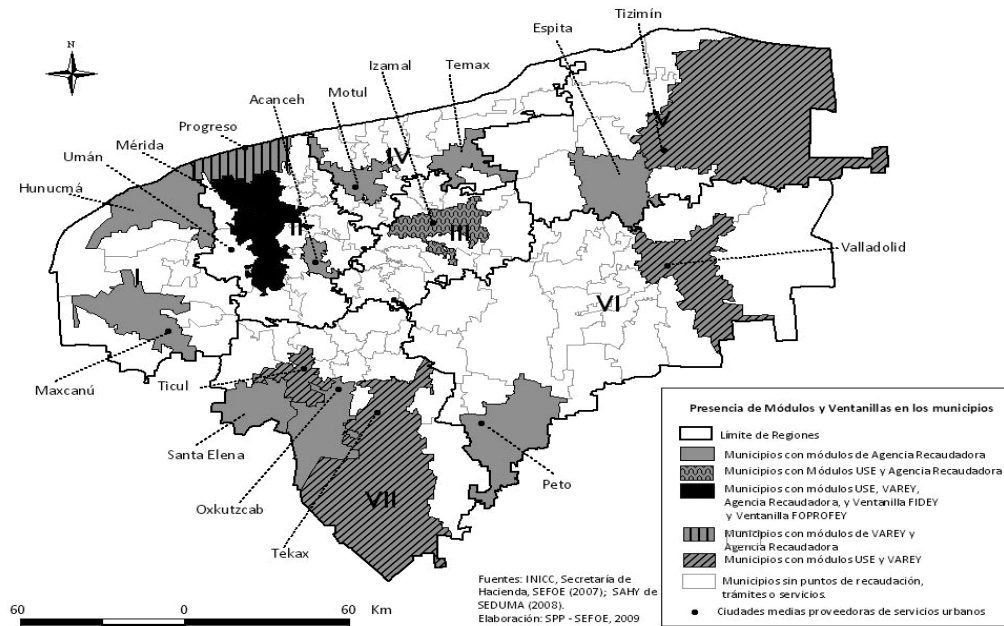 Tizimín
Espita
Izamal
Temax
Motul
Acanceh
Progreso
Mérida
Umán
Hunucmá
N
I
II
III
IV
V
VI
VII
Valladolid
Maxcanú
Ticul
Santa Elena
Oxkutzcab
Tekax
Peto
Presencia de Módulos y Ventanillas en los municipios
Límite de Regiones
Municipios con módulos de Agencia Recaudadora
Municipios con Módulos USE y Agencia Recaudadora
Municipios con módulos USE, VAREY,
Agencia Recaudadora, y Ventanilla FIDEY
y Ventanilla FOPROFEY
Municipios con módulos de VAREY y
Agencia Recaudadora
Municipios con módulos USE y VAREY
Municipios sin puntos de recaudación,
trámites o servicios.
Ciudades medias proveedoras de servicios urbanos
Fuentes: INICC, Secretaría de
Hacienda, SEFOE (2007); SAHY de
SEDUMA (2008).
Elaboración: SPP - SEFOE, 2009
60 0 60 Km